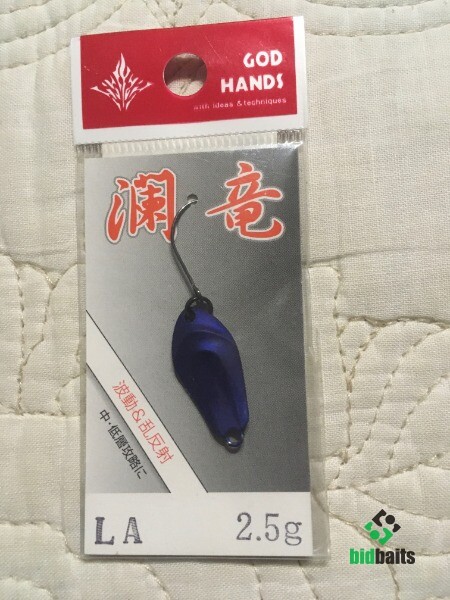 GOD
HANDS
with ideas & techniques
瀾竜
波動&乱反射
中・低層攻略に
LA 2.5g
bidbaits